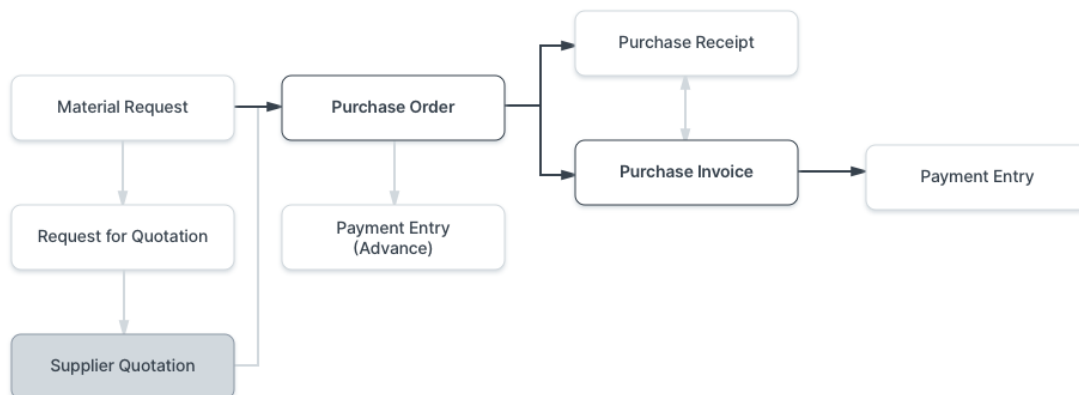 Purchase Receipt
Material Request
Purchase Order
Purchase Invoice
Payment Entry
Request for Quotation
Payment Entry
(Advance)
Supplier Quotation